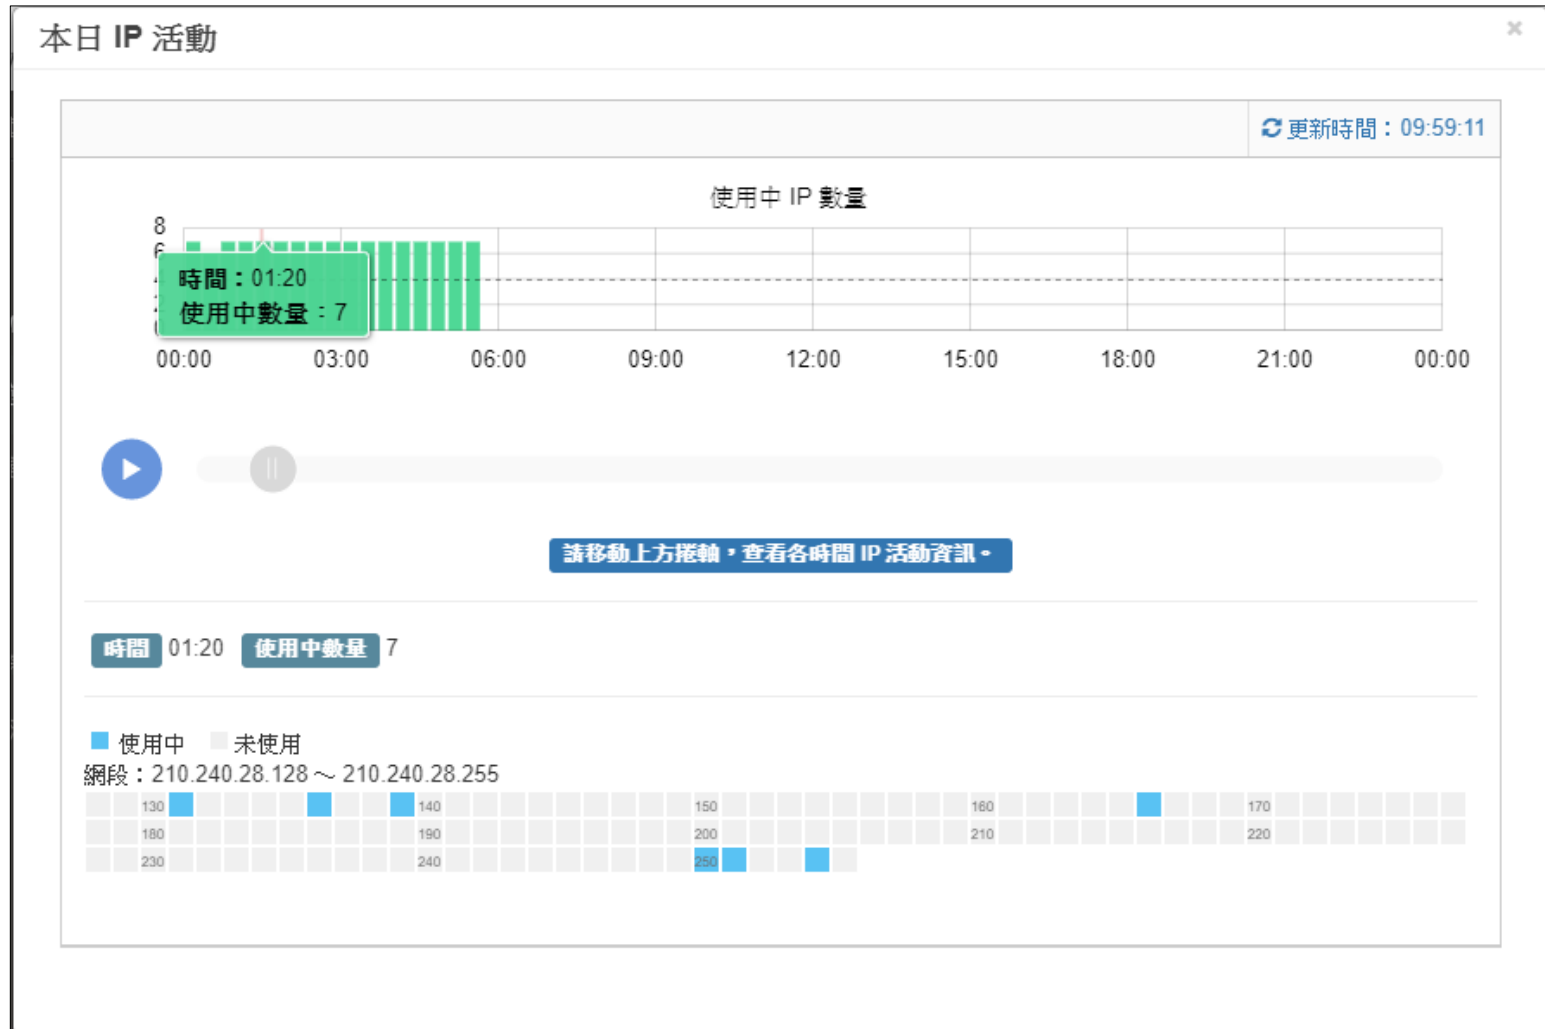 本日 IP 活動
×
更新時間：09:59:11
使用中 IP 數量
8
6
時間：01:20
使用中數量：7
00:00 03:00 06:00 09:00 12:00 15:00 18:00 21:00 00:00
請移動上方捲軸，查看各時間 IP 活動資訊。
時間 01:20 使用中數量 7
使用中 未使用
網段：210.240.28.128 ～ 210.240.28.255
130 140 150 160 170
180 190 200 210 220
230 240 250